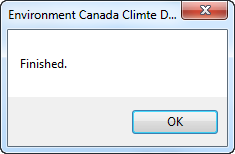 Environment Canada Climte D...
Finished.
OK